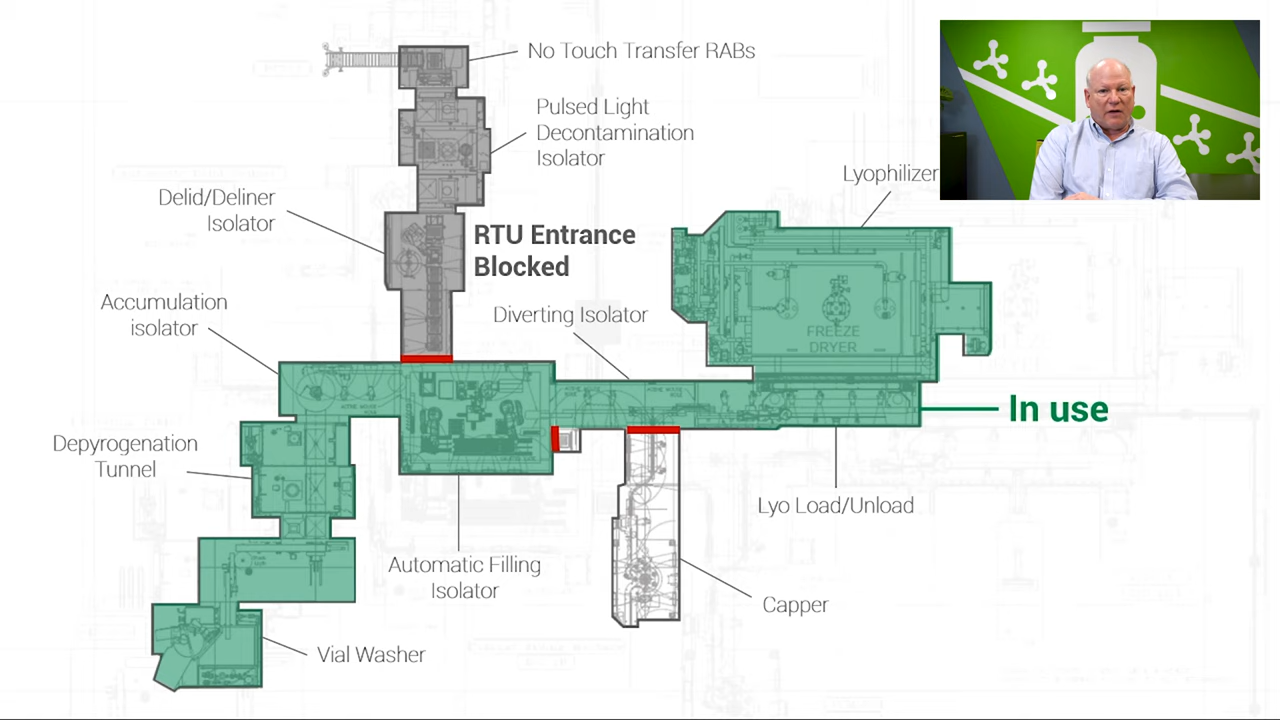 No Touch Transfer RABs
Pulsed Light
Decontamination
Isolator
Lyophilizer
Delid/Deliner
Isolator
RTU Entrance
Blocked
Accumulation
isolator
Diverting Isolator
FREEZE
DRYER
In use
Depyrogenation
Tunnel
Lyo Load/Unload
Automatic Filling
Isolator
Capper
Vial Washer